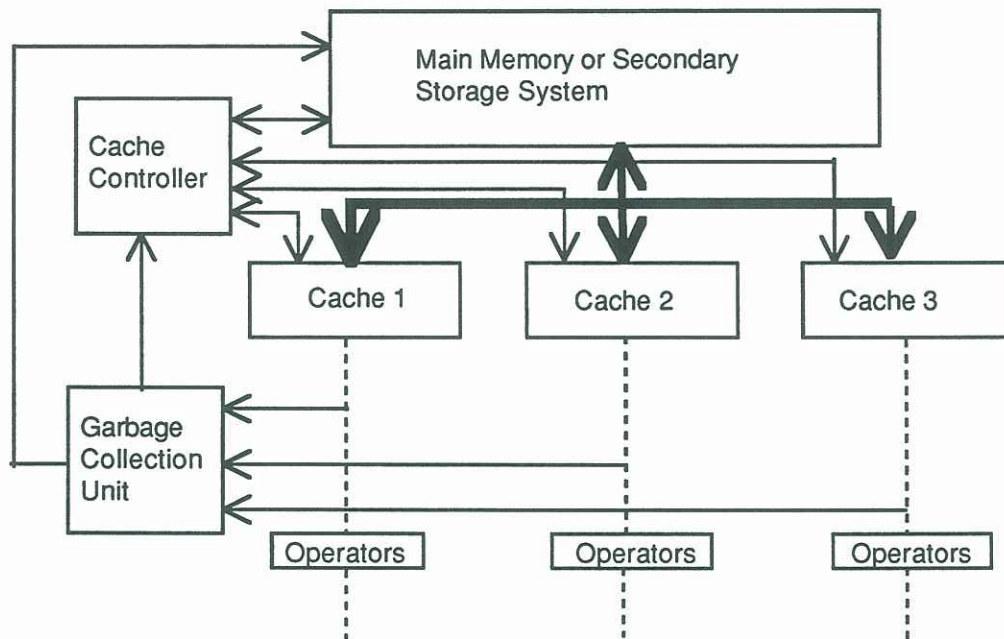 Main Memory or Secondary
Storage System
Cache
Controller
Cache 1
Cache 2
Cache 3
Garbage
Collection
Unit
Operators
Operators
Operators